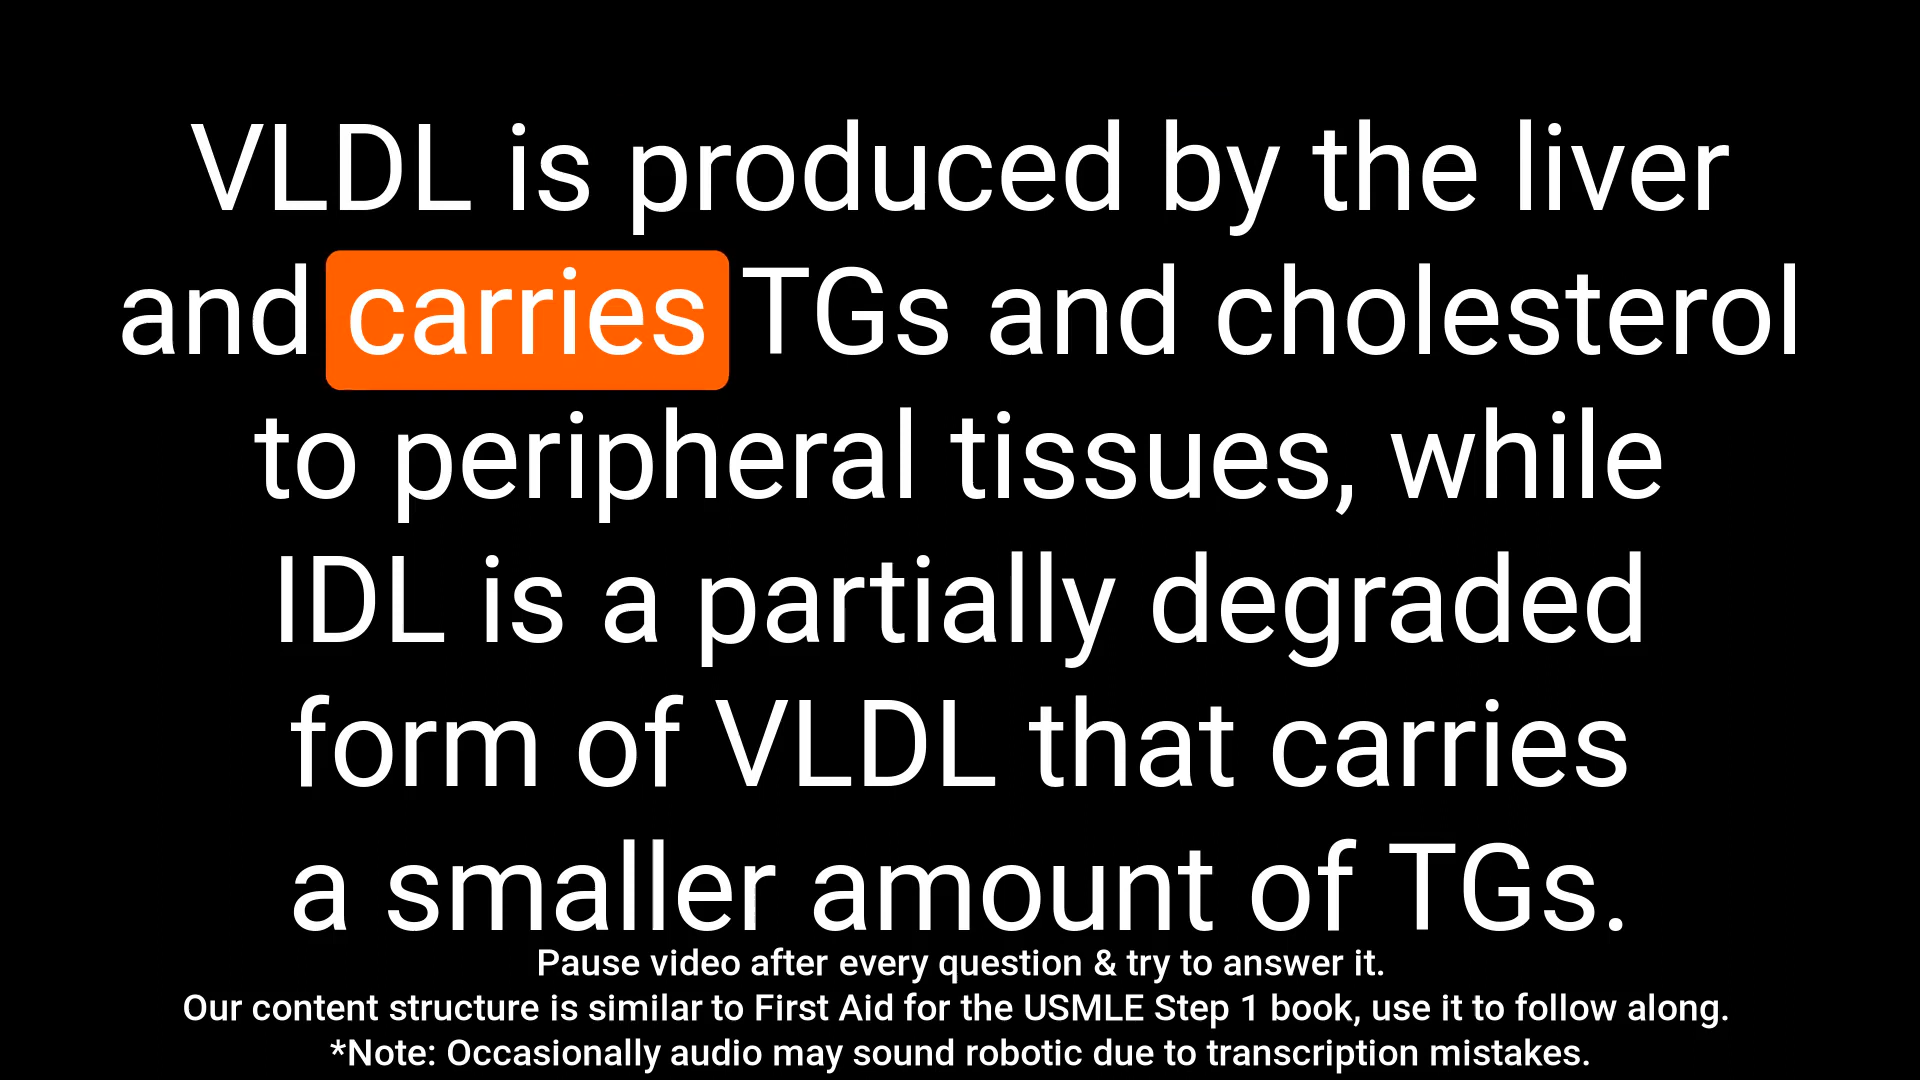 VLDL is produced by the liver
and carries TGs and cholesterol
to peripheral tissues, while
IDL is a partially degraded
form of VLDL that carries
a smaller amount of TGs.
Pause video after every question & try to answer it.
Our content structure is similar to First Aid for the USMLE Step 1 book, use it to follow along.
*Note: Occasionally audio may sound robotic due to transcription mistakes.